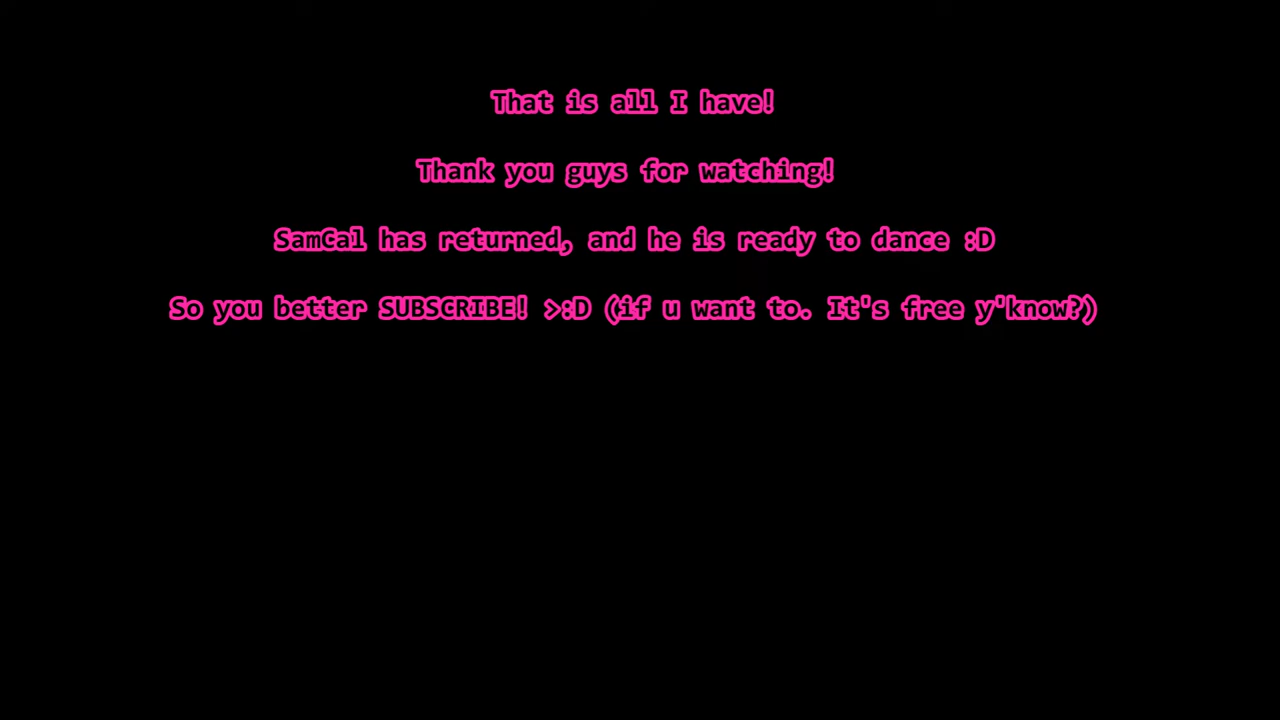 That is all I have!
Thank you guys for watching!
SamCal has returned, and he is ready to dance :D
So you better SUBSCRIBE! >:D (if u want to. It's free y'know?)